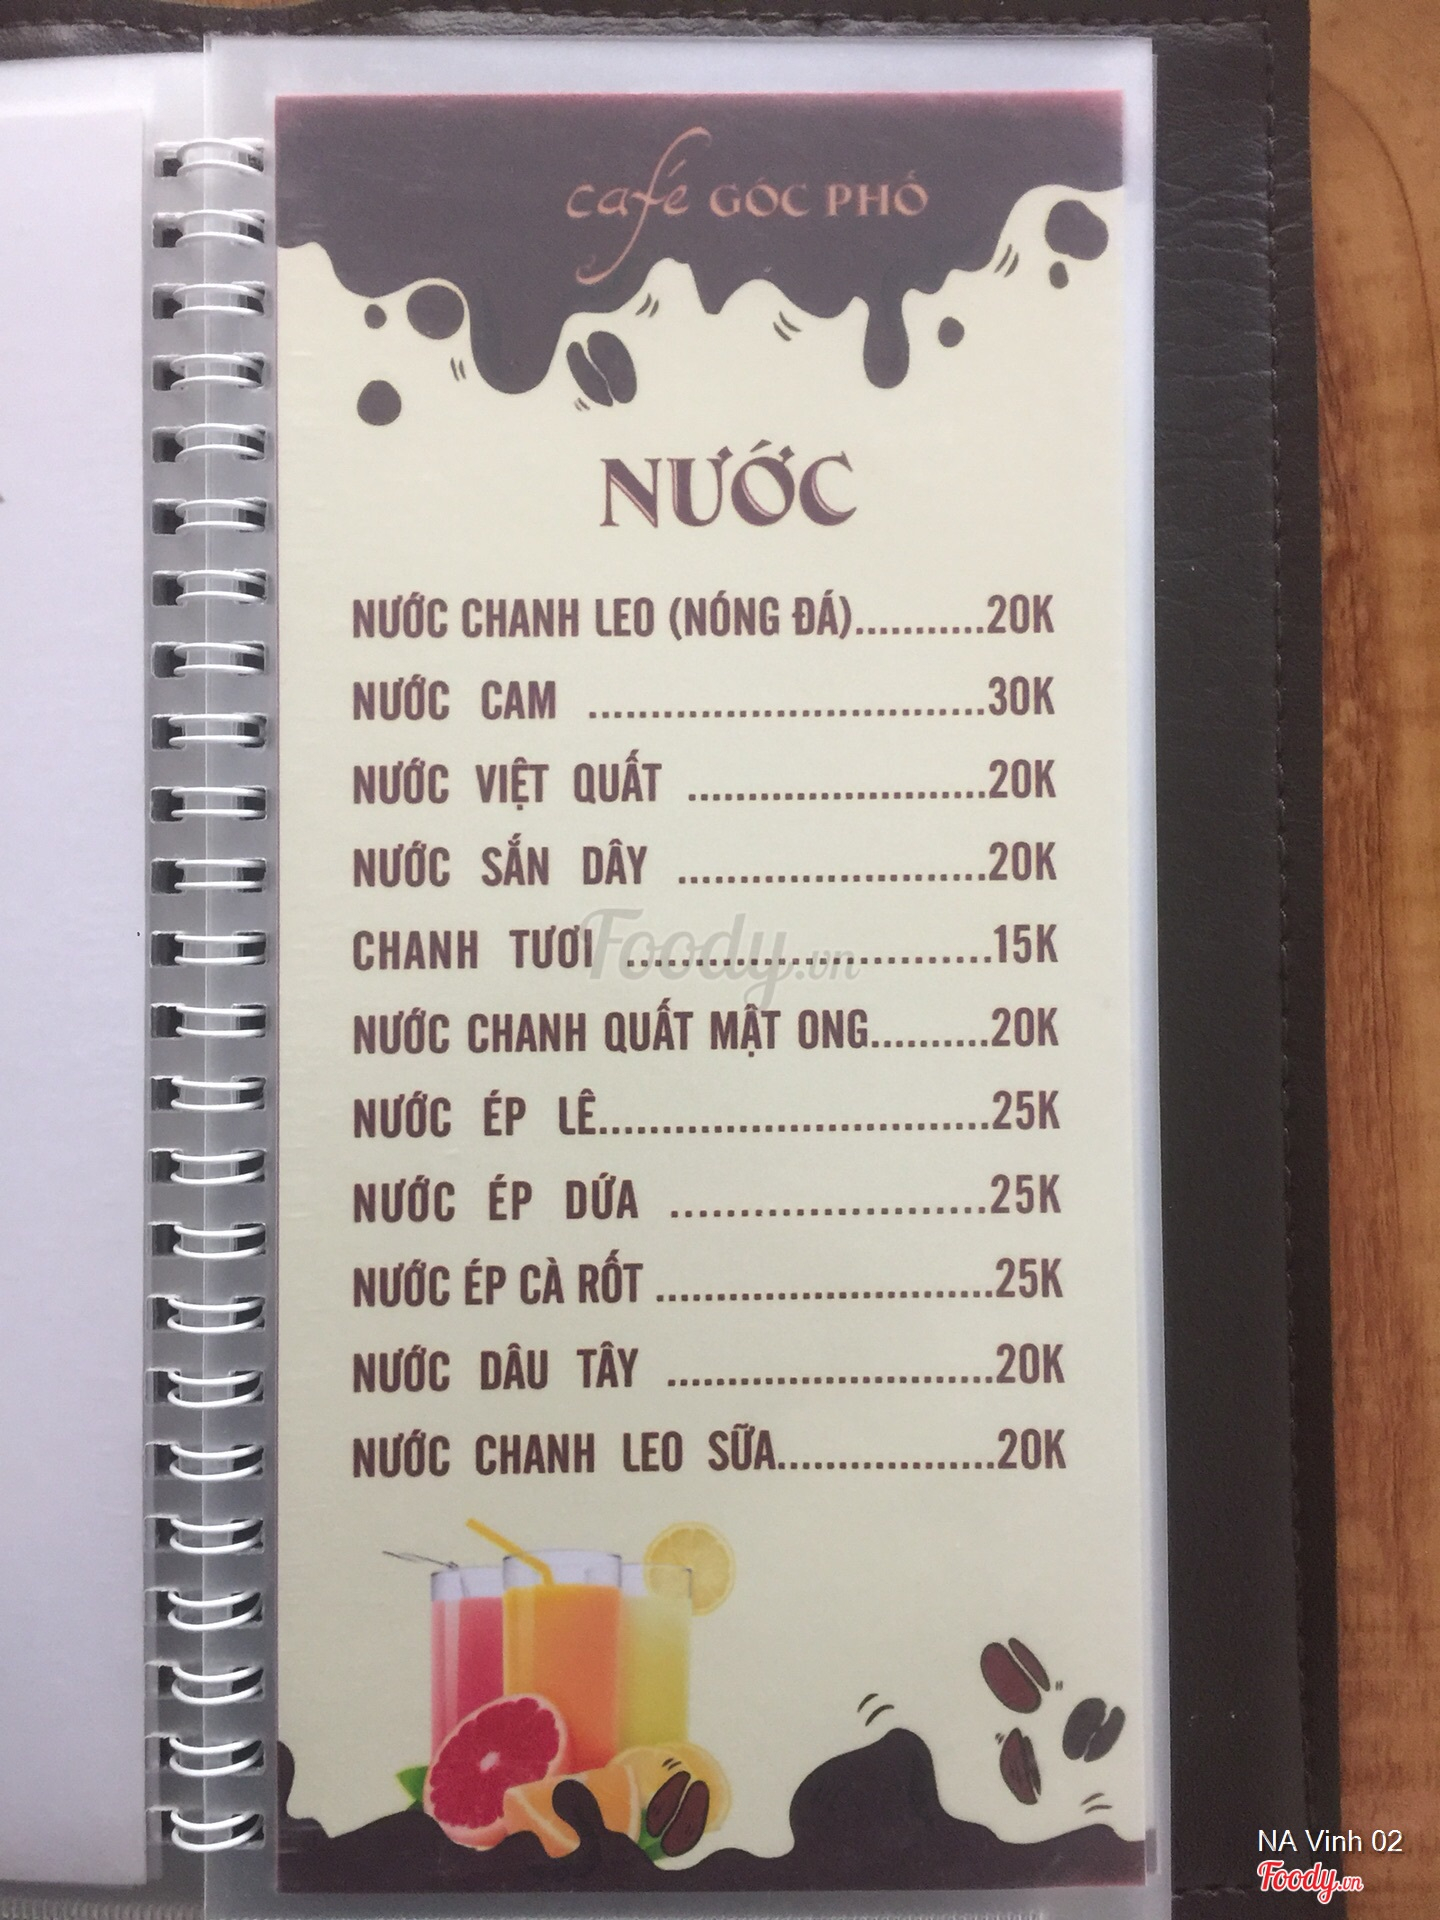 café GÓC PHỐ
NƯỚC
NƯỚC CHANH LEO (NÓNG ĐÁ)...........20K
NƯỚC CAM ................................30K
NƯỚC VIỆT QUẤT .........................20K
NƯỚC SẮN DÂY .........................20K
CHANH TƯƠI ..............................15K
Foody.vn
NƯỚC CHANH QUẤT MẬT ONG..........20K
NƯỚC ÉP LÊ...............................25K
NƯỚC ÉP DỨA ..........................25K
NƯỚC ÉP CÀ RỐT ............................25K
NƯỚC DÂU TÂY ..........................20K
NƯỚC CHANH LEO SỮA..................20K
NA Vinh 02
Foody.vn